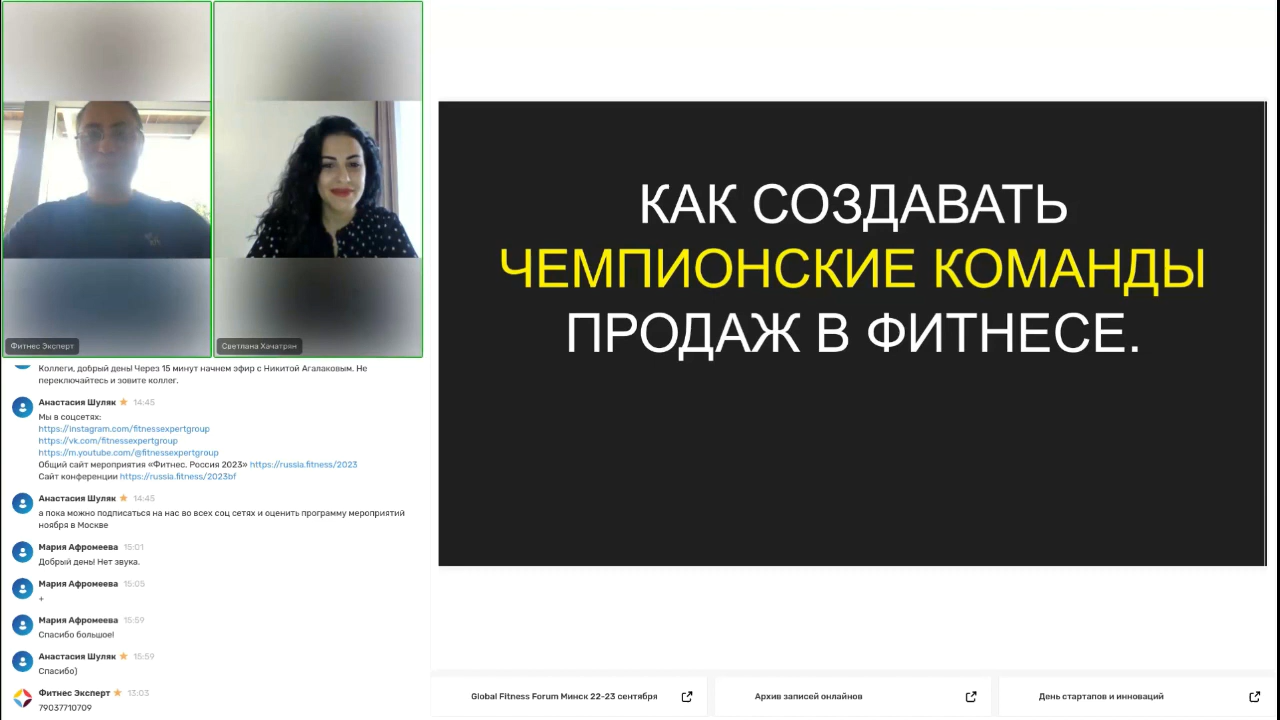 Фитнес Эксперт
Светлана Хачатрян
Коллеги, добрый день! Через 15 минут начнем эфир с Никитой Агалаковым. Не
переключайтесь и зовите коллег.
Анастасия Шуляк 14:45
Мы в соцсетях:
https://instagram.com/fitnessexpertgroup
https://vk.com/fitnessexpertgroup
https://m.youtube.com/@fitnessexpertgroup
Общий сайт мероприятия «Фитнес. Россия 2023» https://russia.fitness/2023
Сайт конференции https://russia.fitness/2023bf
Анастасия Шуляк 14:45
а пока можно подписаться на нас во всех соц сетях и оценить программу мероприятий
ноября в Москве
Мария Афромеева 15:01
Добрый день! Нет звука.
Мария Афромеева 15:05
+
Мария Афромеева 15:59
Спасибо большое!
Анастасия Шуляк 15:59
Спасибо)
Фитнес Эксперт 13:03
79037710709
КАК СОЗДАВАТЬ
ЧЕМПИОНСКИЕ КОМАНДЫ
ПРОДАЖ В ФИТНЕСЕ.
Global Fitness Forum Минск 22-23 сентября
Архив записей онлайнов
День стартапов и инноваций